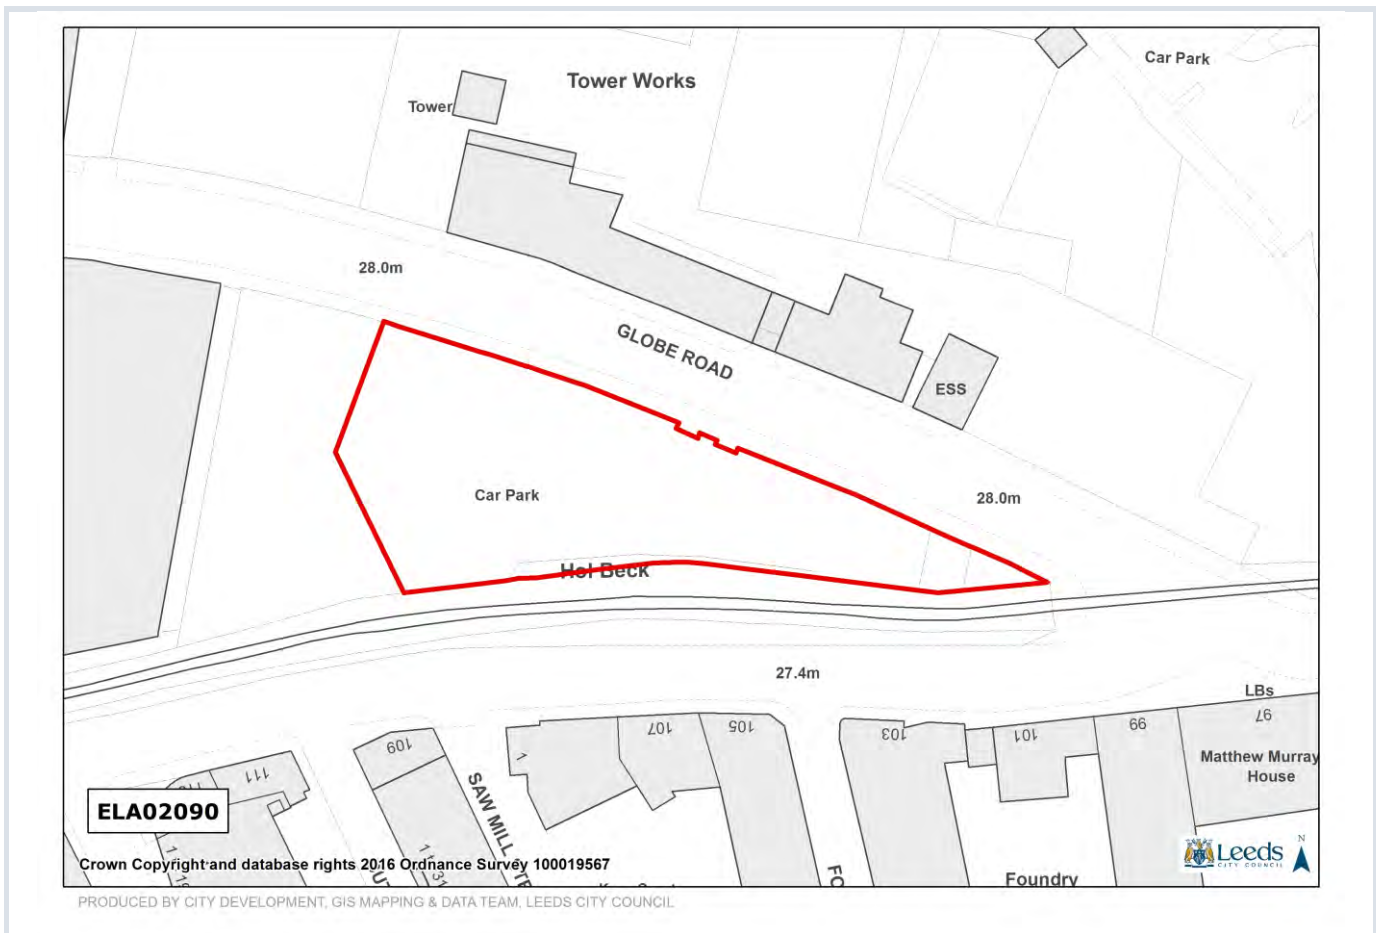 Car Park
Tower Works
Tower
28.0m
GLOBE ROAD
ESS
Car Park
28.0m
Hol Beck
27.4m
LBs
97
99
101
103
105
107
109
111
1
Matthew Murray
House
SAW MILL
ELA02090
Crown Copyright and database rights 2016 Ordnance Survey 100019567
Foundry
Leeds
CITY COUNCIL
N
PRODUCED BY CITY DEVELOPMENT, GIS MAPPING & DATA TEAM, LEEDS CITY COUNCIL